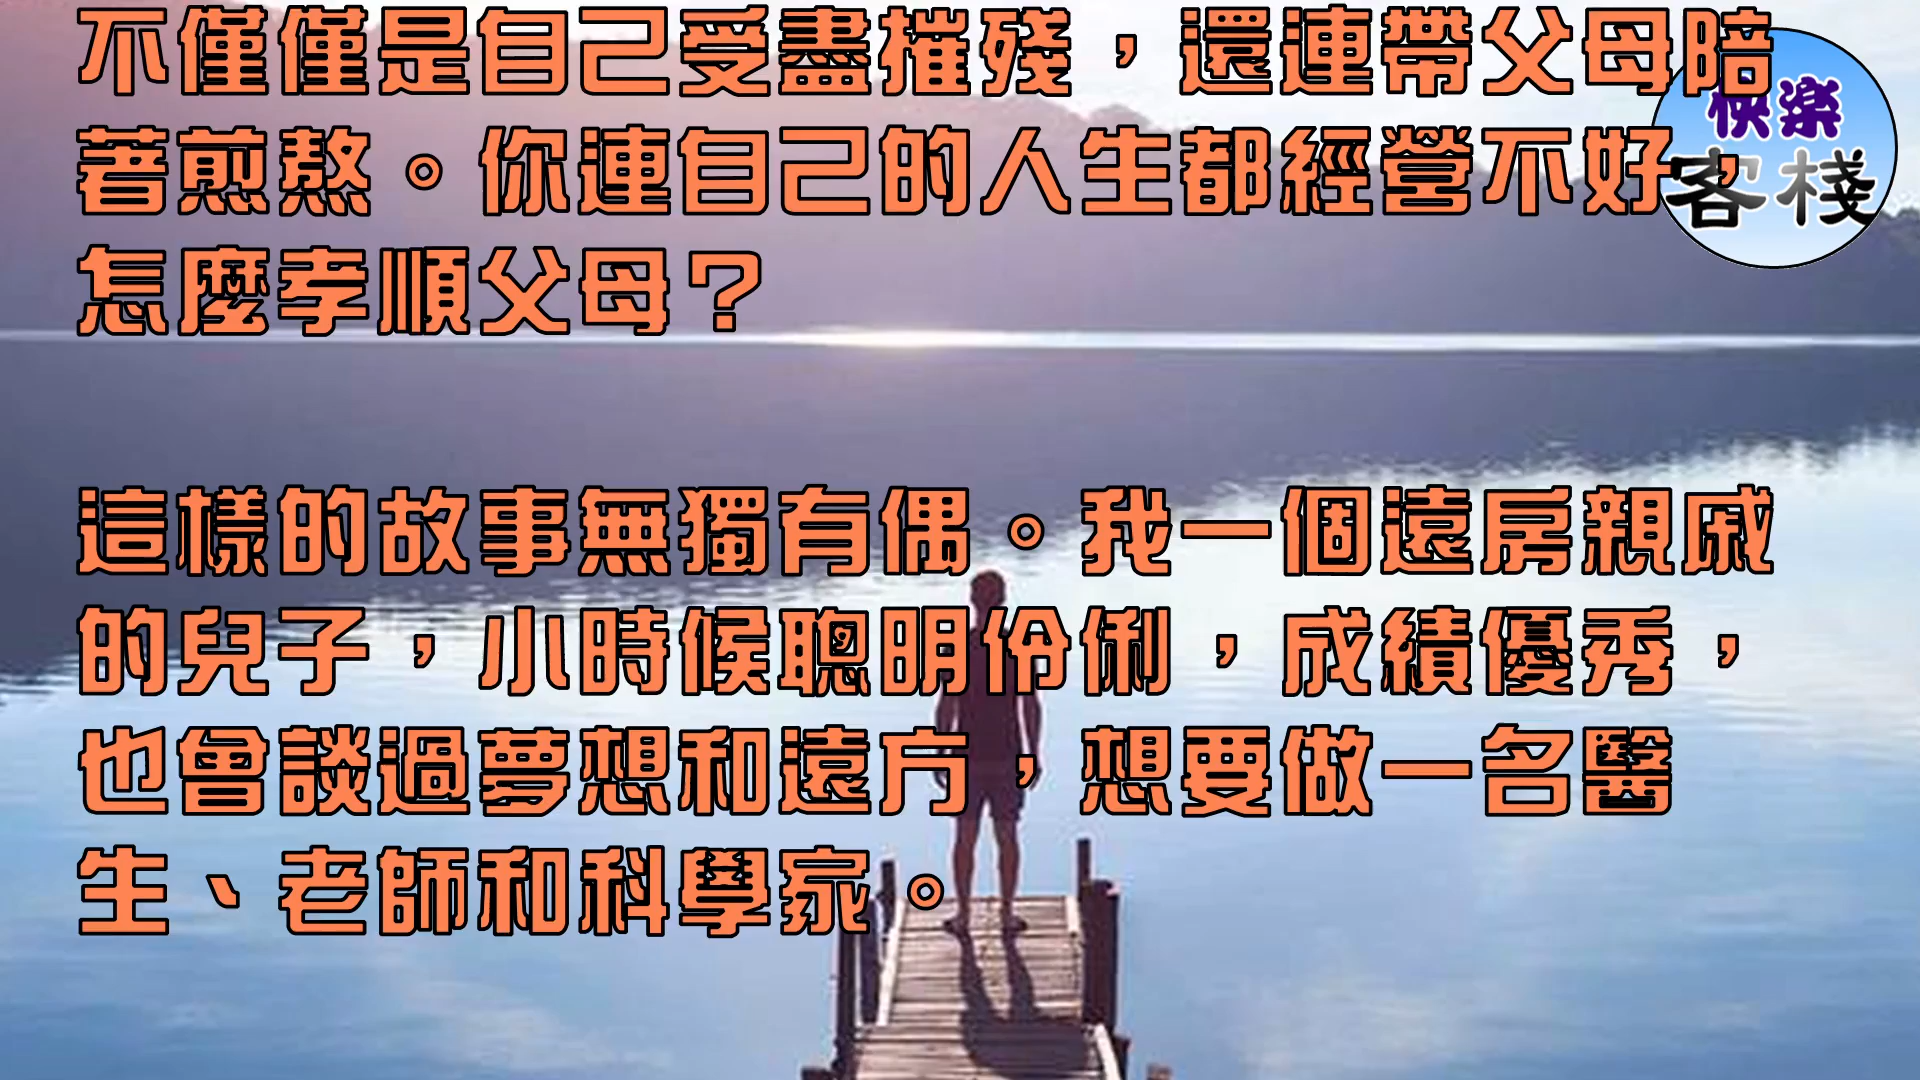 不僅僅是自己受盡摧殘，還連帶父母陪
著煎熬。你連自己的人生都經營不好，
怎麼孝順父母？
這樣的故事無獨有偶。我一個遠房親戚
的兒子，小時候聰明伶俐，成績優秀，
也曾談過夢想和遠方，想要做一名醫
生、老師和科學家。
快樂
客棧